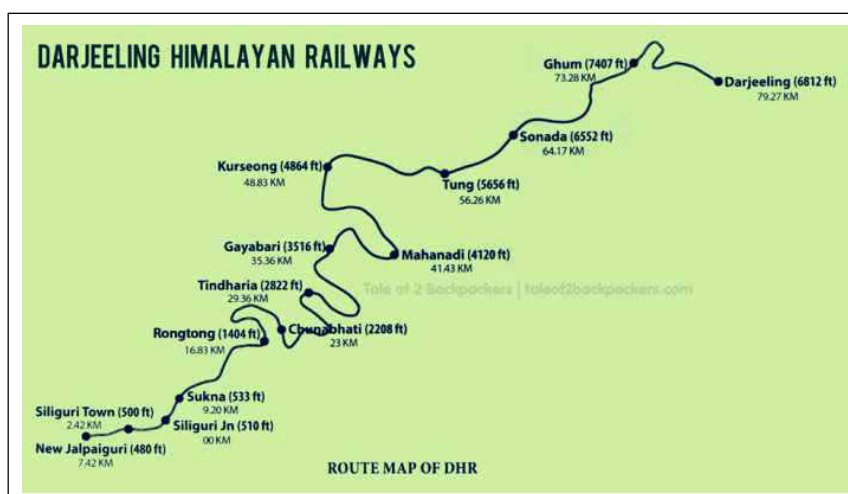 DARJEELING HIMALAYAN RAILWAYS
Ghum (7407 ft)
73.28 KM
Darjeeling (6812 ft)
79.27 KM
Sonada (6552 ft)
64.17 KM
Kurseong (4864 ft)
48.83 KM
Tung (5656 ft)
56.26 KM
Gayabari (3516 ft)
35.36 KM
Mahanadi (4120 ft)
41.43 KM
Tindharia (2822 ft)
29.36 KM
Tale of 2 Backpackers | taleof2backpackers.com
Rongtong (1404 ft)
16.83 KM
Chunabhati (2208 ft)
23 KM
Sukna (533 ft)
9.20 KM
Siliguri Town (500 ft)
2.42 KM
Siliguri Jn (510 ft)
00 KM
New Jalpaiguri (480 ft)
7.42 KM
ROUTE MAP OF DHR